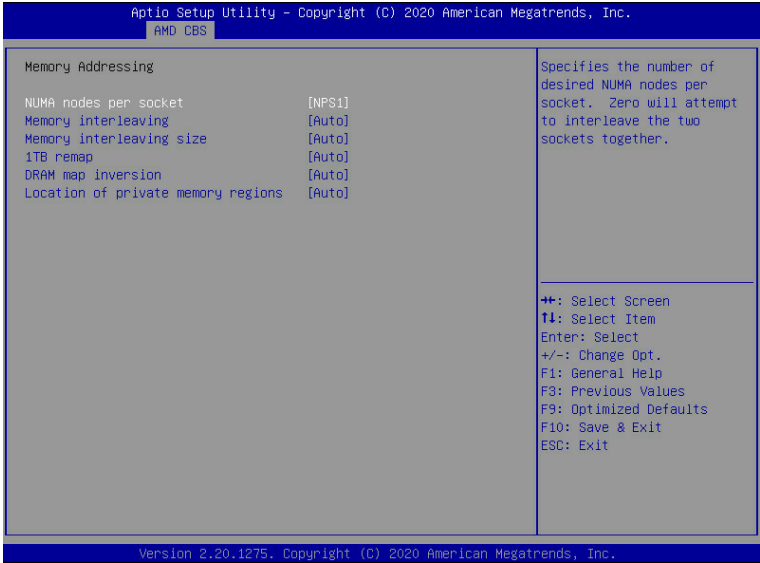 Aptio Setup Utility – Copyright (C) 2020 American Megatrends, Inc.
AMD CBS
Memory Addressing
NUMA nodes per socket [NPS1]
Memory interleaving [Auto]
Memory interleaving size [Auto]
1TB remap [Auto]
DRAM map inversion [Auto]
Location of private memory regions [Auto]
Specifies the number of
desired NUMA nodes per
socket. Zero will attempt
to interleave the two
sockets together.
→←: Select Screen
↑↓: Select Item
Enter: Select
+/-: Change Opt.
F1: General Help
F3: Previous Values
F9: Optimized Defaults
F10: Save & Exit
ESC: Exit
Version 2.20.1275. Copyright (C) 2020 American Megatrends, Inc.